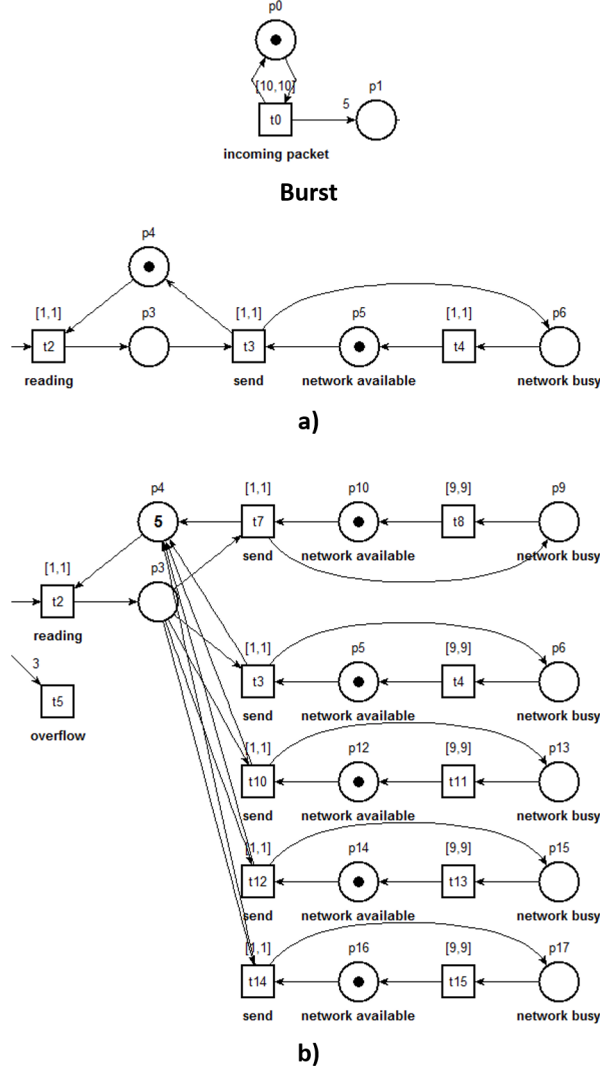 p0
[10,10]
p1
5
t0
incoming packet
Burst
p4
[1,1] p3 [1,1] p5 [1,1] p6
t2 t3 t4
reading send network available network busy
a)
p4 [1,1] p10 [9,9] p9
5 t7 t8
[1,1] p3 send network available network busy
t2
reading
[1,1] p5 [9,9] p6
3 t3 t4
t5
overflow send network available network busy
[1,1] p12 [9,9] p13
t10 t11
send network available network busy
[1,1] p14 [9,9] p15
t12 t13
send network available network busy
[1,1] p16 [9,9] p17
t14 t15
send network available network busy
b)